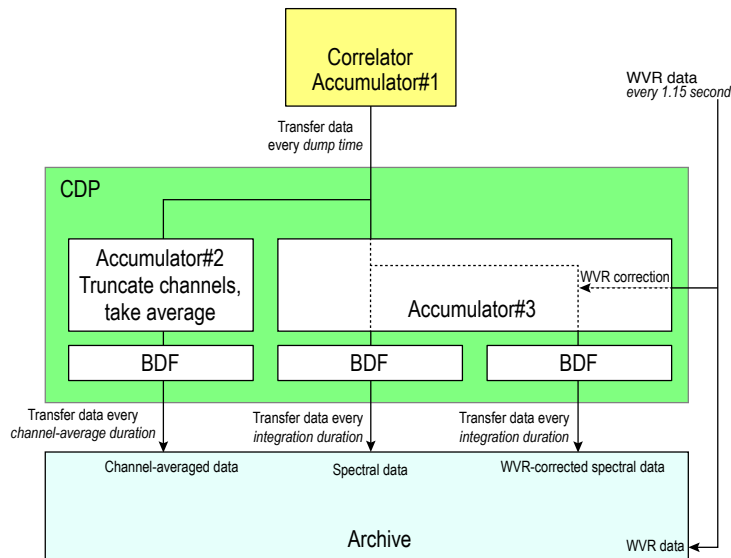 Correlator
Accumulator#1
WVR data
every 1.15 second
Transfer data
every dump time
CDP
Accumulator#2
Truncate channels,
take average
WVR correction
Accumulator#3
BDF
BDF
BDF
Transfer data every
channel-average duration
Transfer data every
integration duration
Transfer data every
integration duration
Channel-averaged data
Spectral data
WVR-corrected spectral data
Archive
WVR data